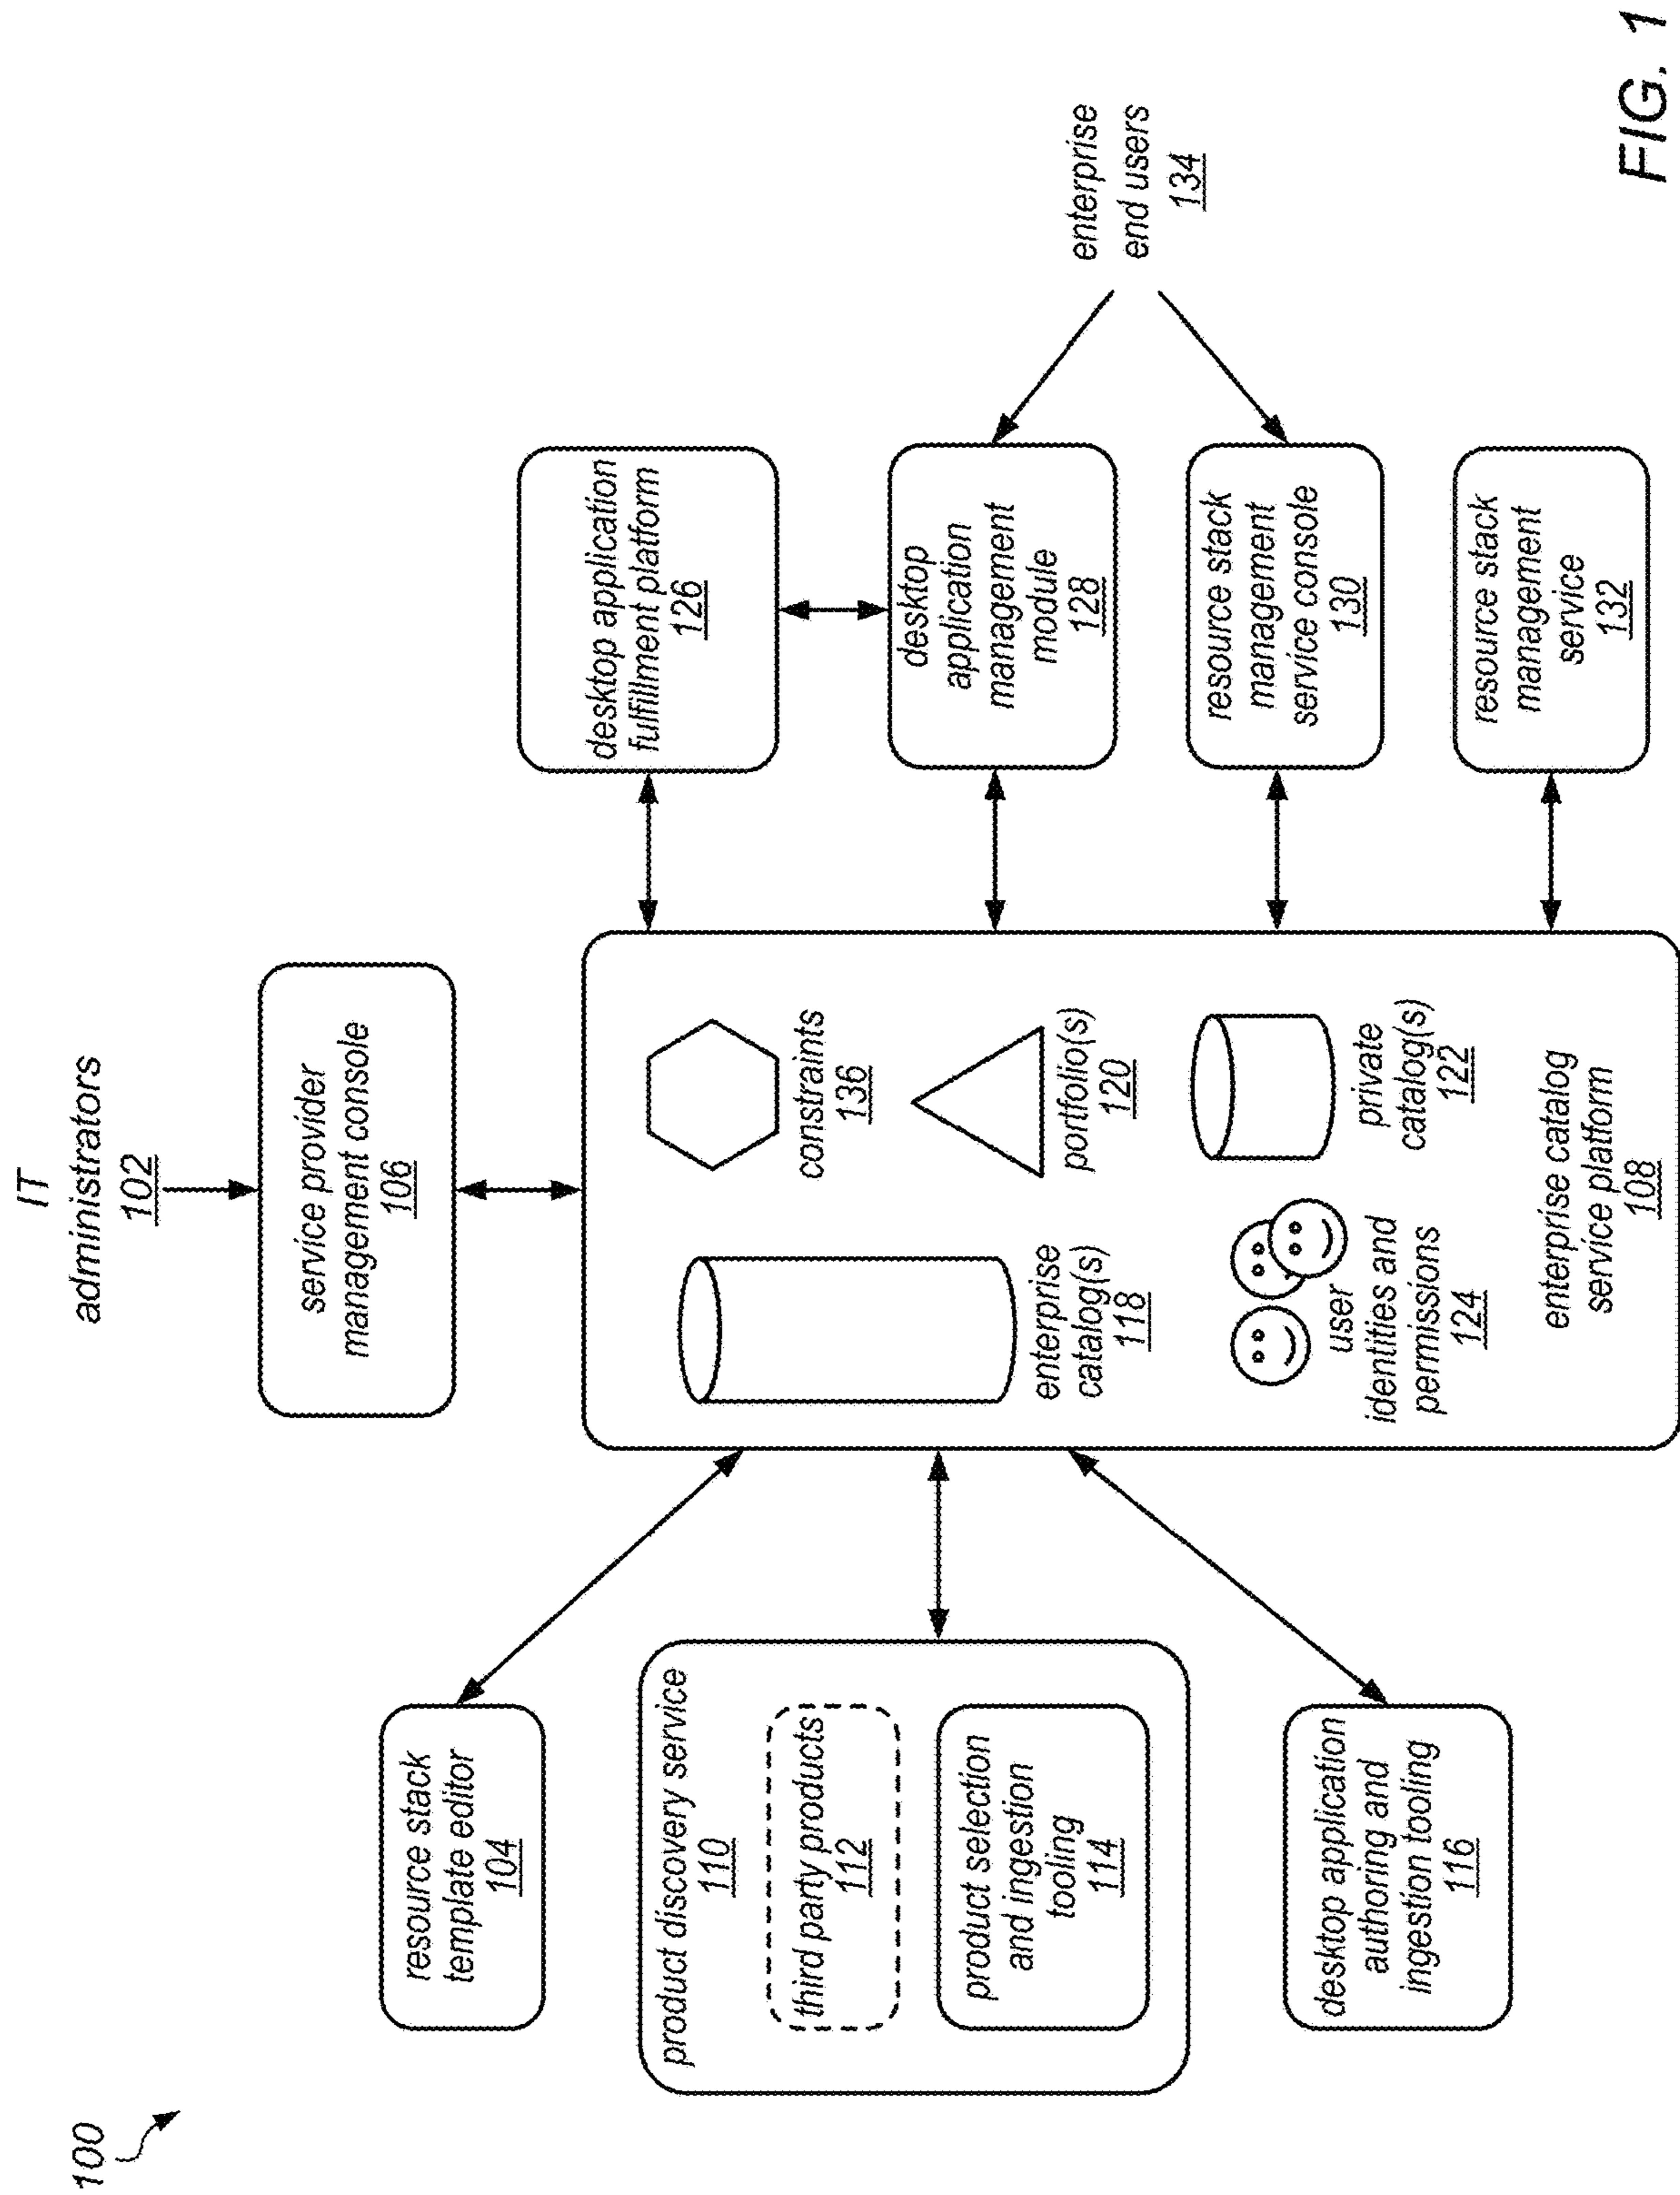 100
IT
administrators
102
service provider
management console
106
resource stack
template editor
104
product discovery service
110
third party products
112
product selection
and ingestion
tooling
114
desktop application
authoring and
ingestion tooling
116
enterprise
catalog(s)
118
constraints
136
portfolio(s)
120
user
identities and
permissions
124
private
catalog(s)
122
enterprise catalog
service platform
108
desktop application
fulfillment platform
126
desktop
application
management
module
128
resource stack
management
service console
130
resource stack
management
service
132
enterprise
end users
134
FIG. 1